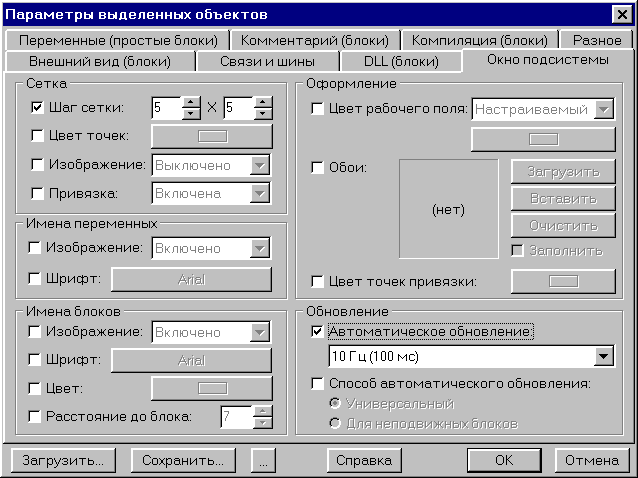 Параметры выделенных объектов
Переменные (простые блоки) Комментарий (блоки) Компиляция (блоки) Разное
Внешний вид (блоки) Связи и шины DLL (блоки) Окно подсистемы
Сетка
Шаг сетки: 5 X 5
Цвет точек:
Изображение: Выключено
Привязка: Включена
Имена переменных
Изображение: Включено
Шрифт: Arial
Имена блоков
Изображение: Включено
Шрифт: Arial
Цвет:
Расстояние до блока: 7
Оформление
Цвет рабочего поля: Настраиваемый
Обои: (нет)
Загрузить
Вставить
Очистить
Заполнить
Цвет точек привязки:
Обновление
Автоматическое обновление:
10 Гц (100 мс)
Способ автоматического обновления:
Универсальный
Для неподвижных блоков
Загрузить... Сохранить... ... Справка OK Отмена